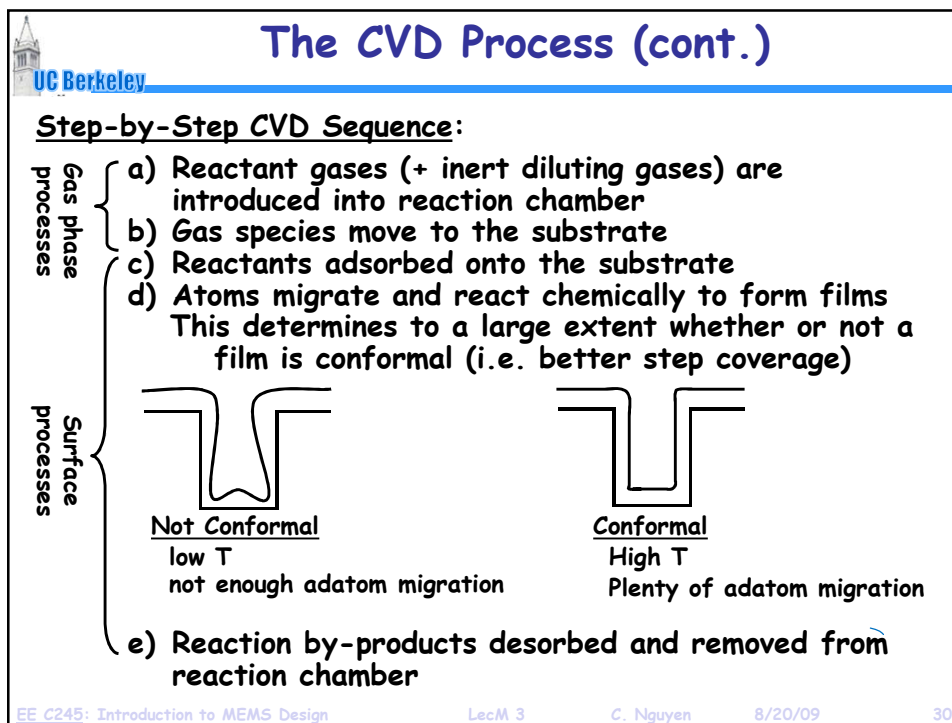 The CVD Process (cont.)
UC Berkeley
Step-by-Step CVD Sequence:
Gas phase
processes
a) Reactant gases (+ inert diluting gases) are
introduced into reaction chamber
b) Gas species move to the substrate
c) Reactants adsorbed onto the substrate
d) Atoms migrate and react chemically to form films
This determines to a large extent whether or not a
film is conformal (i.e. better step coverage)
Surface
processes
Not Conformal
low T
not enough adatom migration
Conformal
High T
Plenty of adatom migration
e) Reaction by-products desorbed and removed from
reaction chamber
EE C245: Introduction to MEMS Design LecM 3 C. Nguyen 8/20/09 30